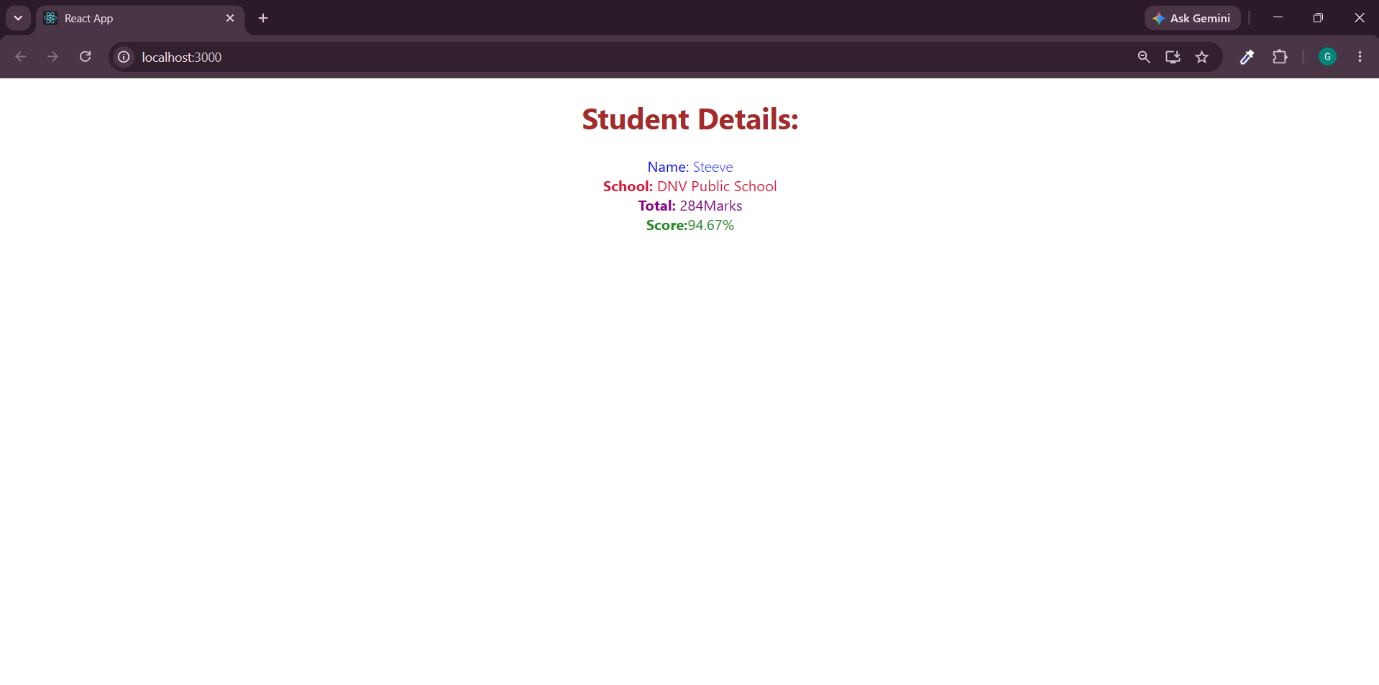 React App
Ask Gemini
localhost:3000
G
Student Details:
Name: Steeve
School: DNV Public School
Total: 284Marks
Score:94.67%